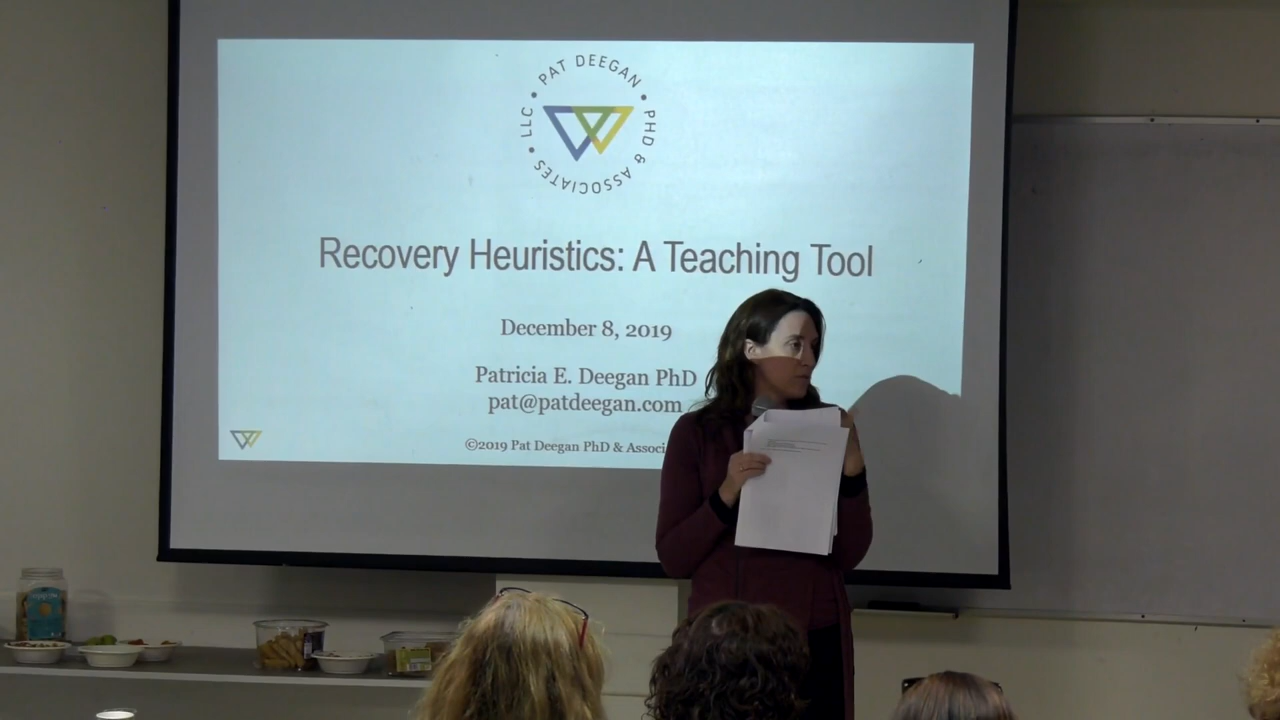 PAT DEEGAN • PHD & ASSOCIATES • LLC •
Recovery Heuristics: A Teaching Tool
December 8, 2019
Patricia E. Deegan PhD
pat@patdeegan.com
©2019 Pat Deegan PhD & Associ